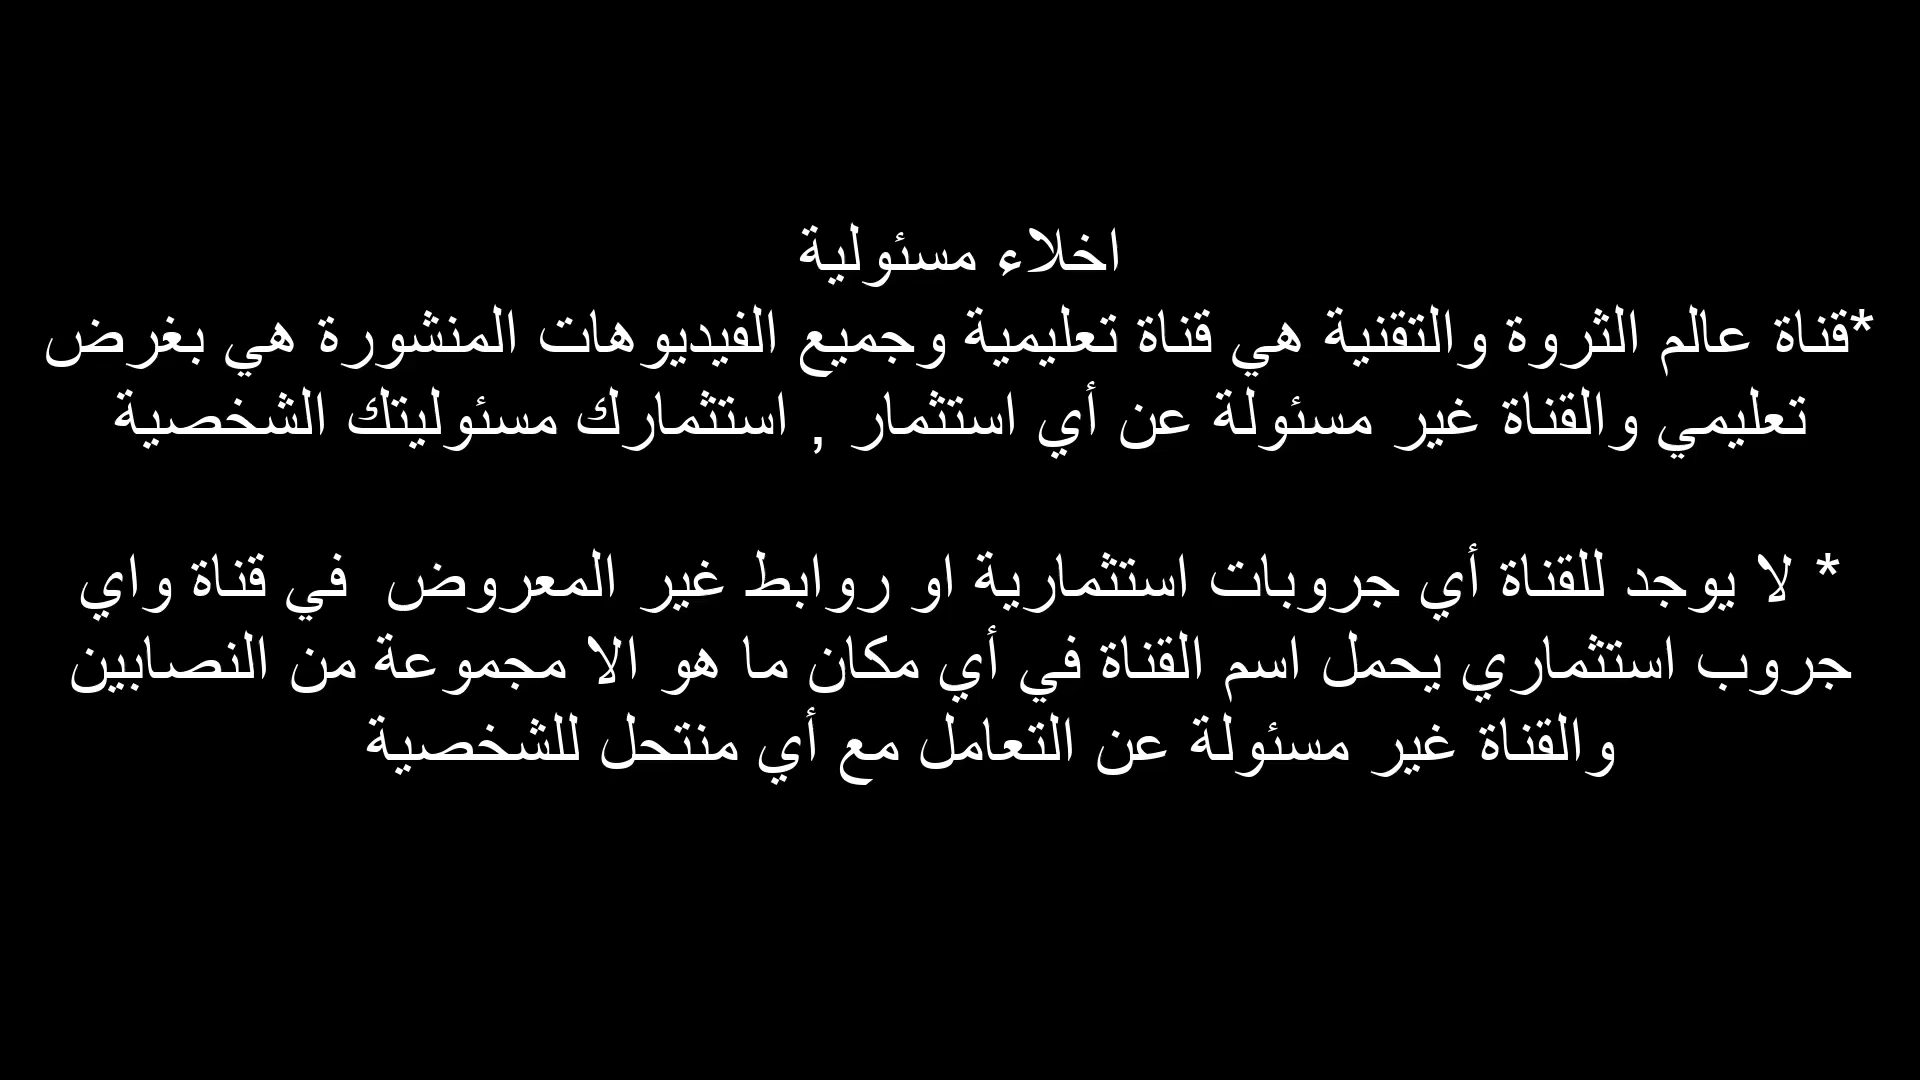 اخلاء مسئولية
*قناة عالم الثروة والتقنية هي قناة تعليمية وجميع الفيديوهات المنشورة هي بغرض
تعليمي والقناة غير مسئولة عن أي استثمار , استثمارك مسئوليتك الشخصية
* لا يوجد للقناة أي جروبات استثمارية او روابط غير المعروض في قناة واي
جروب استثماري يحمل اسم القناة في أي مكان ما هو الا مجموعة من النصابين
والقناة غير مسئولة عن التعامل مع أي منتحل للشخصية